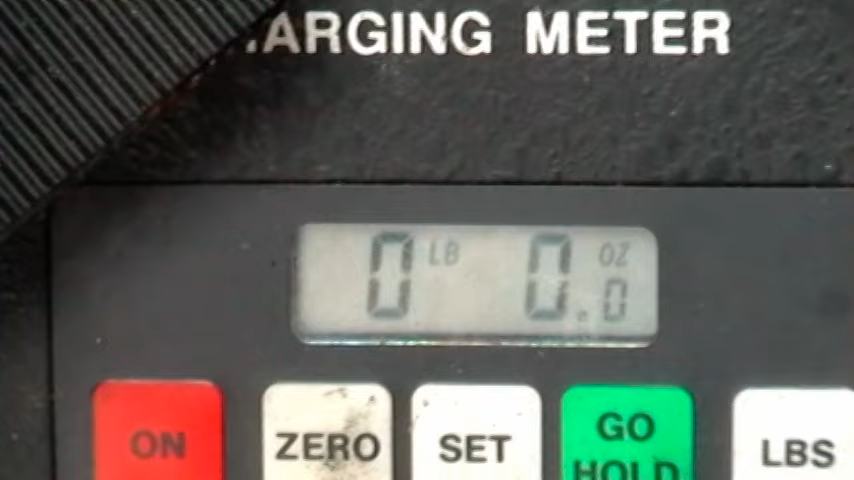 ARGING METER
0 LB 0.0 OZ
ON
ZERO
SET
GO
HOLD
LBS